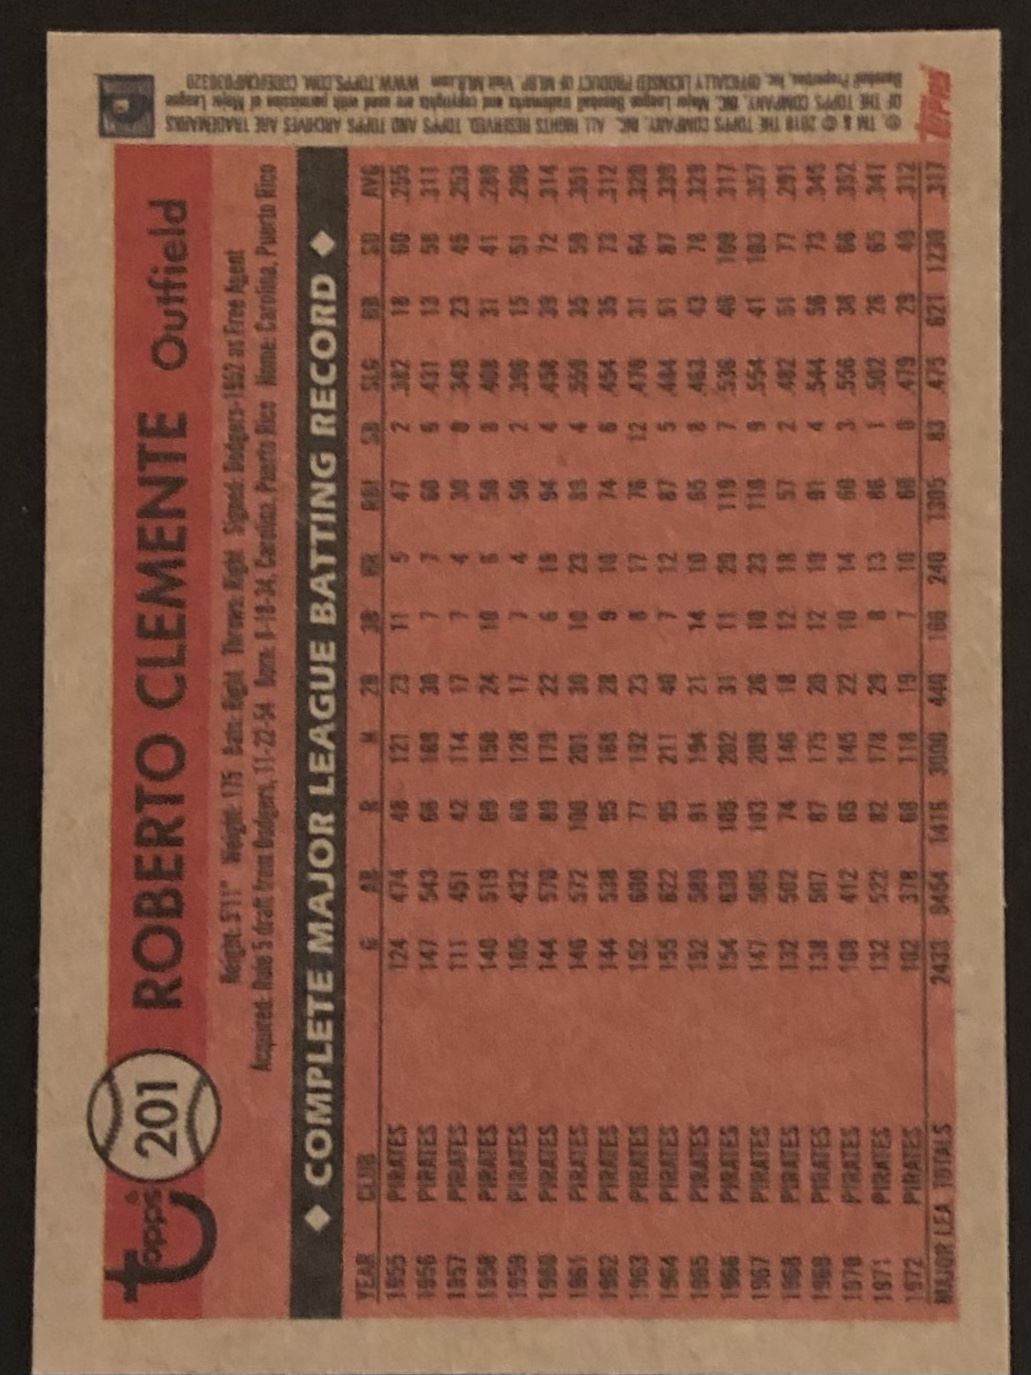 topps® 201 ROBERTO CLEMENTE Outfield
Height: 5'11" Weight: 175 Bats: Right Throws: Right Signed: Dodgers-1952 as Free Agent
Acquired: Rule 5 draft from Dodgers, 11-22-54 Born: 8-18-34, Carolina, Puerto Rico Home: Carolina, Puerto Rico
◆ COMPLETE MAJOR LEAGUE BATTING RECORD ◆
YEAR CLUB G AB R H 2B 3B HR RBI SB SLG BB SO AVG
1955 PIRATES 124 474 48 121 23 11 5 47 2 .382 18 60 .255
1956 PIRATES 147 543 66 169 30 7 7 60 6 .431 13 58 .311
1957 PIRATES 111 451 42 114 17 7 4 30 0 .348 23 45 .253
1958 PIRATES 140 519 69 150 24 10 6 50 8 .408 31 41 .289
1959 PIRATES 105 432 60 128 17 7 4 50 2 .396 15 51 .296
1960 PIRATES 144 570 89 179 22 6 16 94 4 .458 39 72 .314
1961 PIRATES 146 572 100 201 30 10 23 89 4 .559 35 59 .351
1962 PIRATES 144 538 95 168 28 9 10 74 6 .454 35 73 .312
1963 PIRATES 152 600 77 192 23 8 17 76 12 .470 31 64 .320
1964 PIRATES 155 622 95 211 40 7 12 87 5 .484 51 87 .339
1965 PIRATES 152 589 91 194 21 14 10 65 8 .463 43 78 .329
1966 PIRATES 154 638 105 202 31 11 29 119 7 .536 46 109 .317
1967 PIRATES 147 585 103 209 26 10 23 110 9 .554 41 103 .357
1968 PIRATES 132 502 74 146 18 12 18 57 2 .482 51 77 .291
1969 PIRATES 138 507 87 175 20 12 19 91 4 .544 56 73 .345
1970 PIRATES 108 412 65 145 22 10 14 60 3 .556 38 66 .352
1971 PIRATES 132 522 82 178 29 8 13 86 1 .502 26 65 .341
1972 PIRATES 102 378 68 118 19 7 10 60 0 .479 29 49 .312
MAJOR LEA TOTALS 2433 9454 1416 3000 440 166 240 1305 83 .475 621 1230 .317
® TM & © 2018 THE TOPPS COMPANY, INC. ALL RIGHTS RESERVED. TOPPS AND TOPPS ARCHIVES ARE TRADEMARKS
OF THE TOPPS COMPANY, INC. Major League Baseball trademarks and copyrights are used with permission of Major League
Baseball Properties, Inc. OFFICIALLY LICENSED PRODUCT OF MLBP Visit MLB.com WWW.TOPPS.COM. CODE#CMP036320
Topps